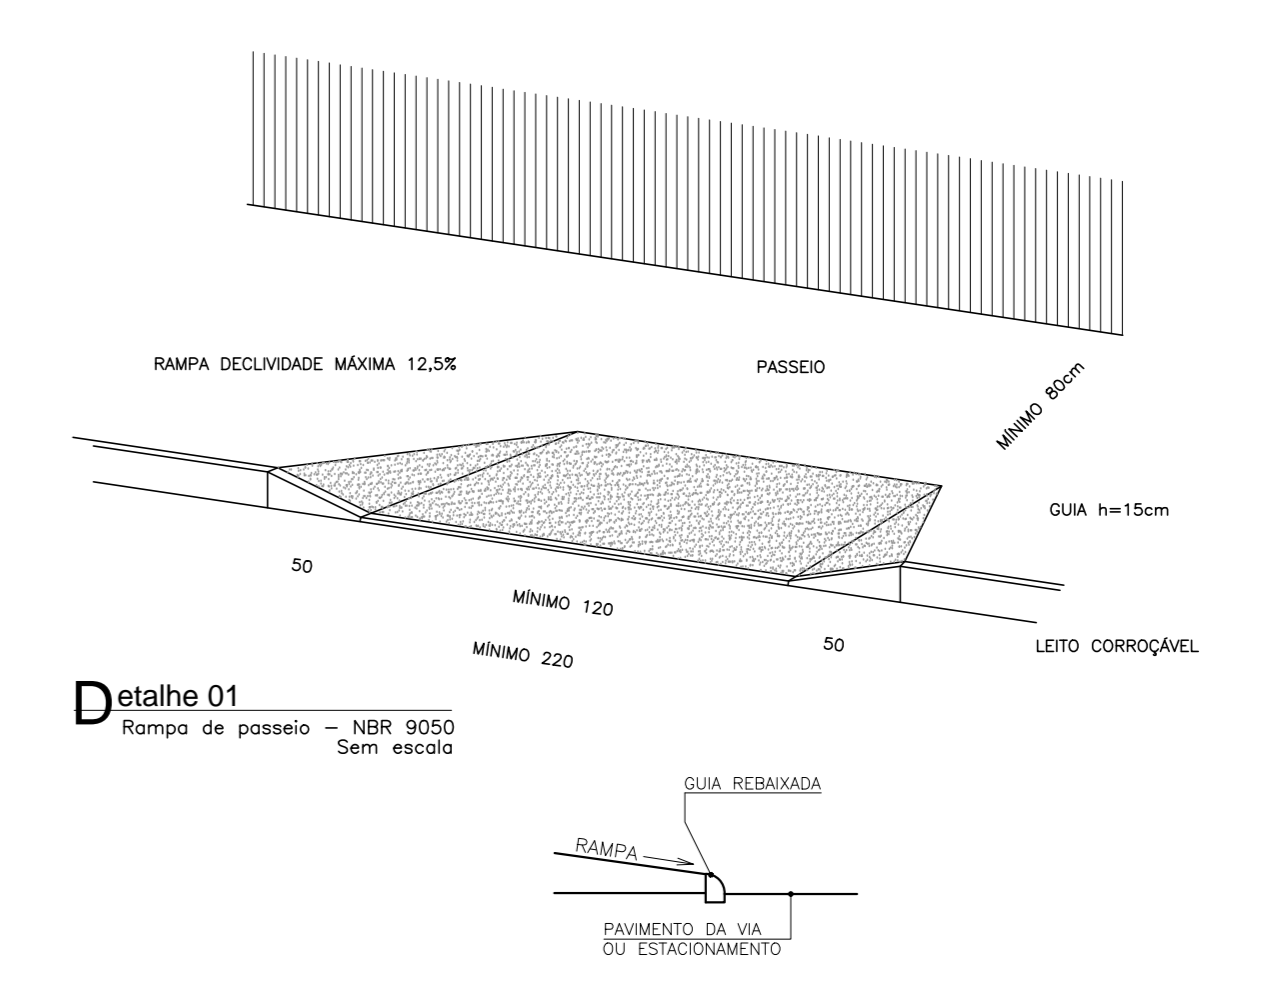 RAMPA DECLIVIDADE MÁXIMA 12,5%
PASSEIO
MÍNIMO 80cm
GUIA h=15cm
50
MÍNIMO 120
50
MÍNIMO 220
LEITO CORROÇÁVEL
Detalhe 01
Rampa de passeio – NBR 9050
Sem escala
GUIA REBAIXADA
RAMPA
PAVIMENTO DA VIA
OU ESTACIONAMENTO